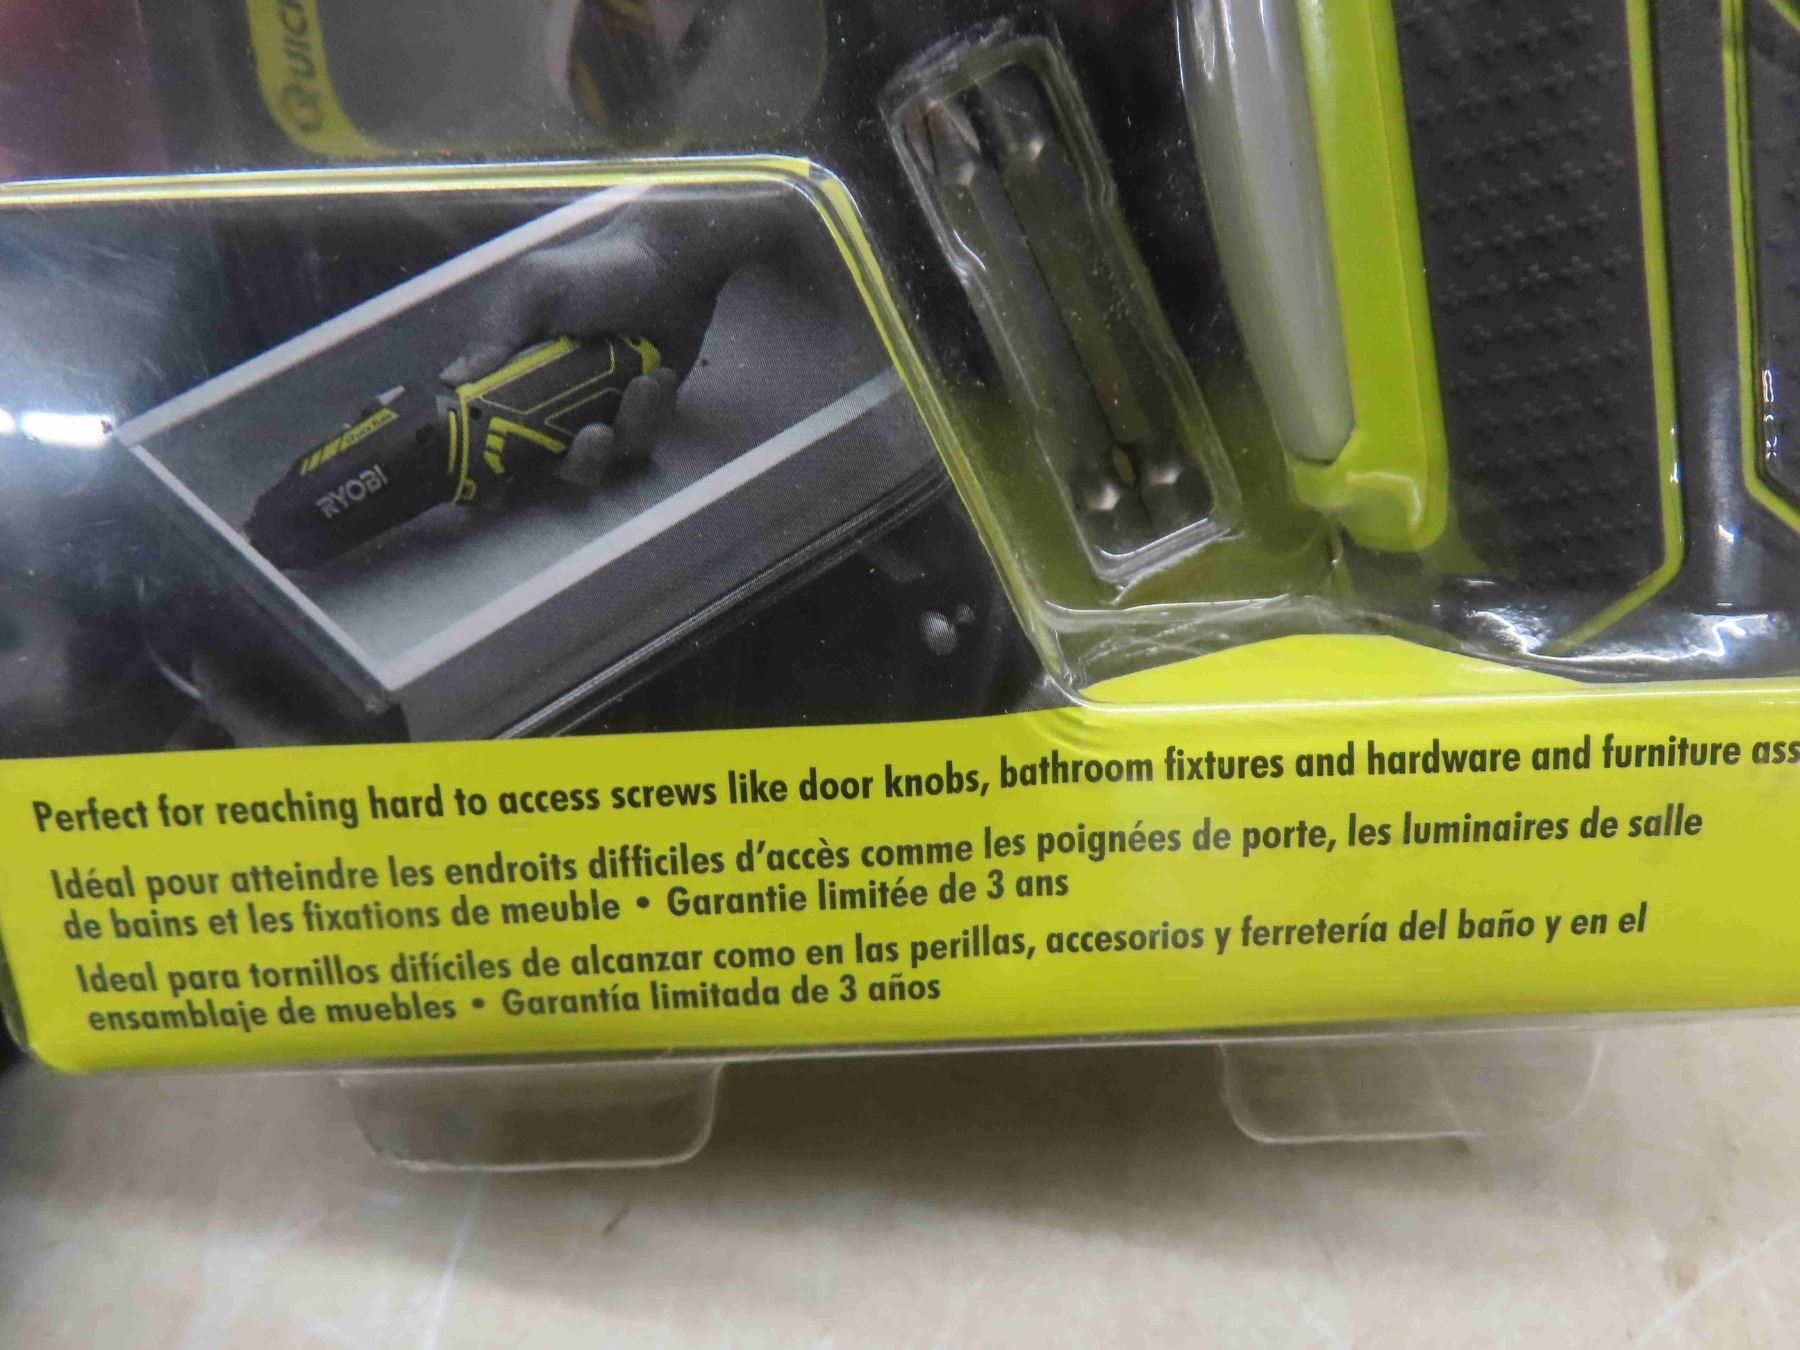 RYOBI
Perfect for reaching hard to access screws like door knobs, bathroom fixtures and hardware and furniture ass
Idéal pour atteindre les endroits difficiles d'accès comme les poignées de porte, les luminaires de salle
de bains et les fixations de meuble • Garantie limitée de 3 ans
Ideal para tornillos difíciles de alcanzar como en las perillas, accesorios y ferretería del baño y en el
ensamblaje de muebles • Garantía limitada de 3 años